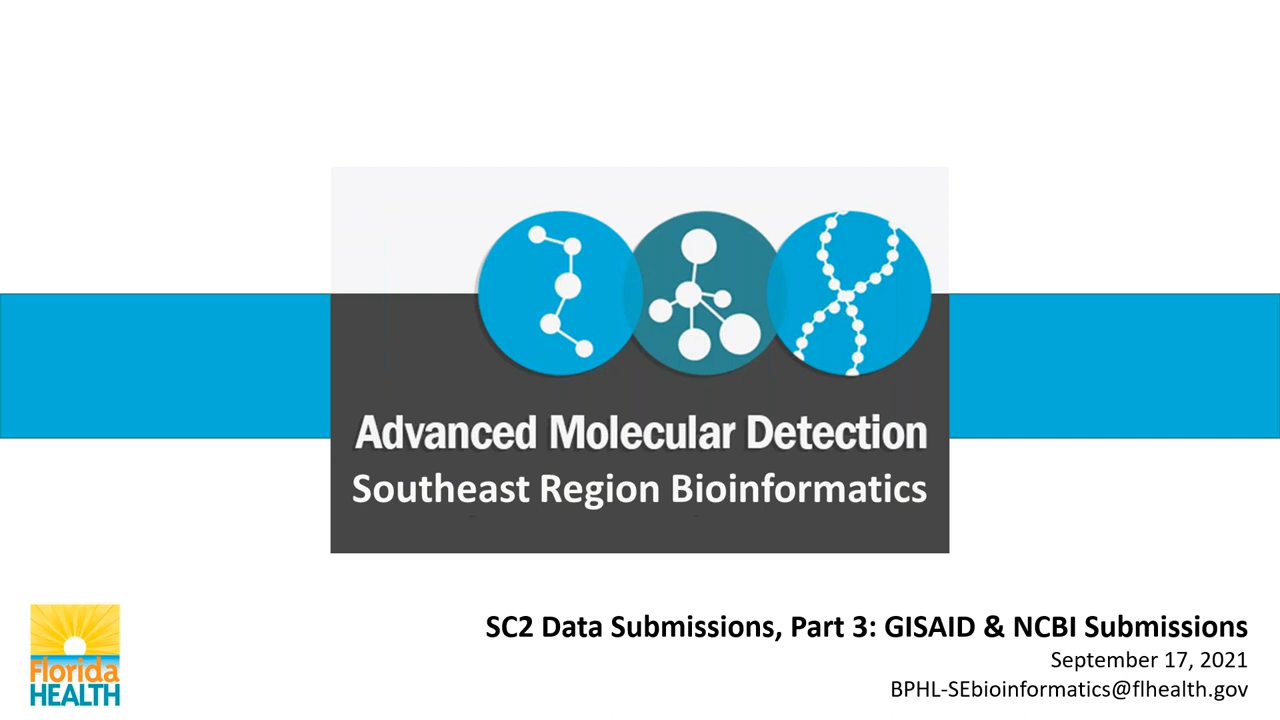 Advanced Molecular Detection
Southeast Region Bioinformatics
Florida
HEALTH
SC2 Data Submissions, Part 3: GISAID & NCBI Submissions
September 17, 2021
BPHL-SEbioinformatics@flhealth.gov